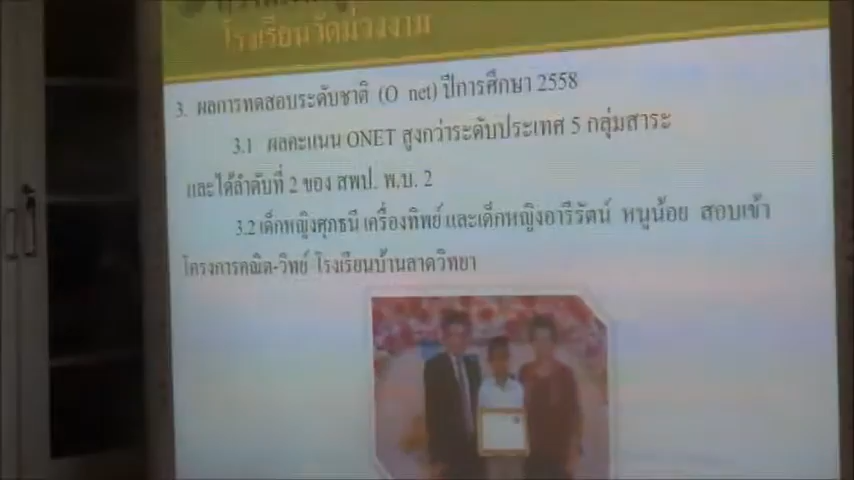 โรงเรียนวัดม่วงงาม
3. ผลการทดสอบระดับชาติ (O net) ปีการศึกษา 2558
3.1 ผลคะแนน ONET สูงกว่าระดับประเทศ 5 กลุ่มสาระ
และได้ลำดับที่ 2 ของ สพป. พ.บ. 2
3.2 เด็กหญิงศุภธนี เครื่องทิพย์ และเด็กหญิงอารีรัตน์ หนูน้อย สอบเข้า
โครงการคณิต-วิทย์ โรงเรียนบ้านลาดวิทยา